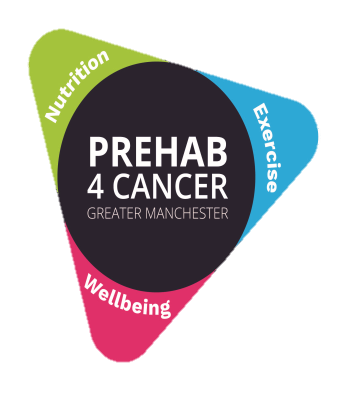 Nutrition
Exercise
PREHAB
4 CANCER
GREATER MANCHESTER
Wellbeing